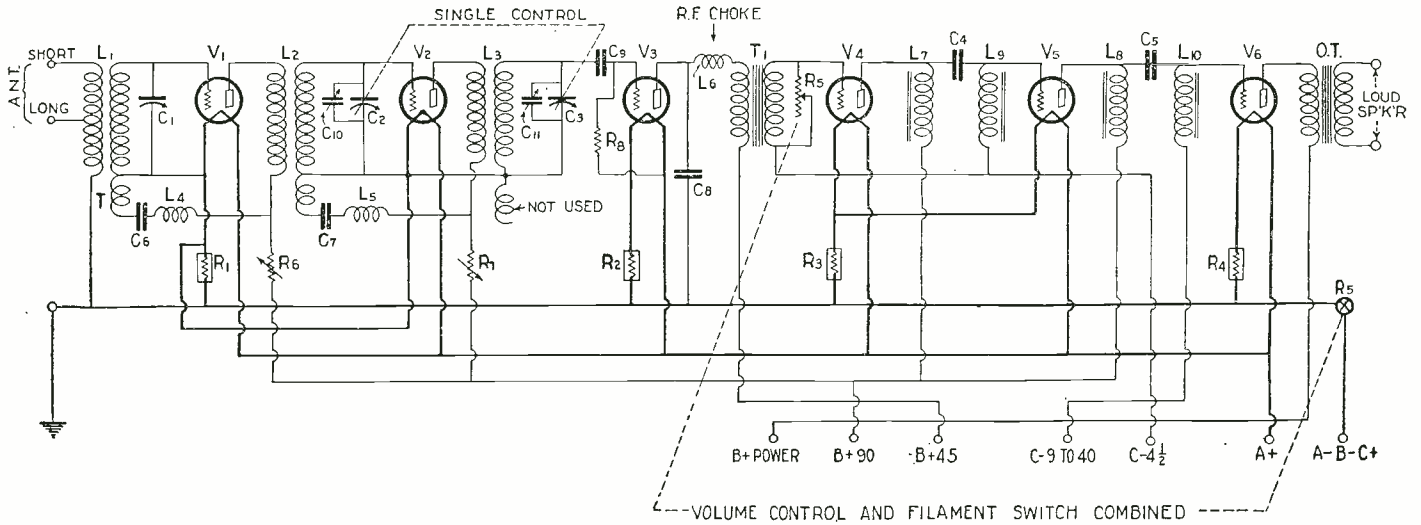 SINGLE CONTROL
R.F. CHOKE
ANT.
SHORT
LONG
L1
V1
L2
V2
L3
C9
V3
L6
T1
V4
L7
C4
L9
V5
L8
C5
L10
V6
O.T.
LOUD
SP'K'R
C1
C10
C2
C11
C3
R8
R5
C8
T
C6
L4
C7
L5
NOT USED
R1
R6
R7
R2
R3
R4
R5
B+POWER
B+90
B+45
C-9 TO 40
C-4½
A+
A-B-C+
VOLUME CONTROL AND FILAMENT SWITCH COMBINED